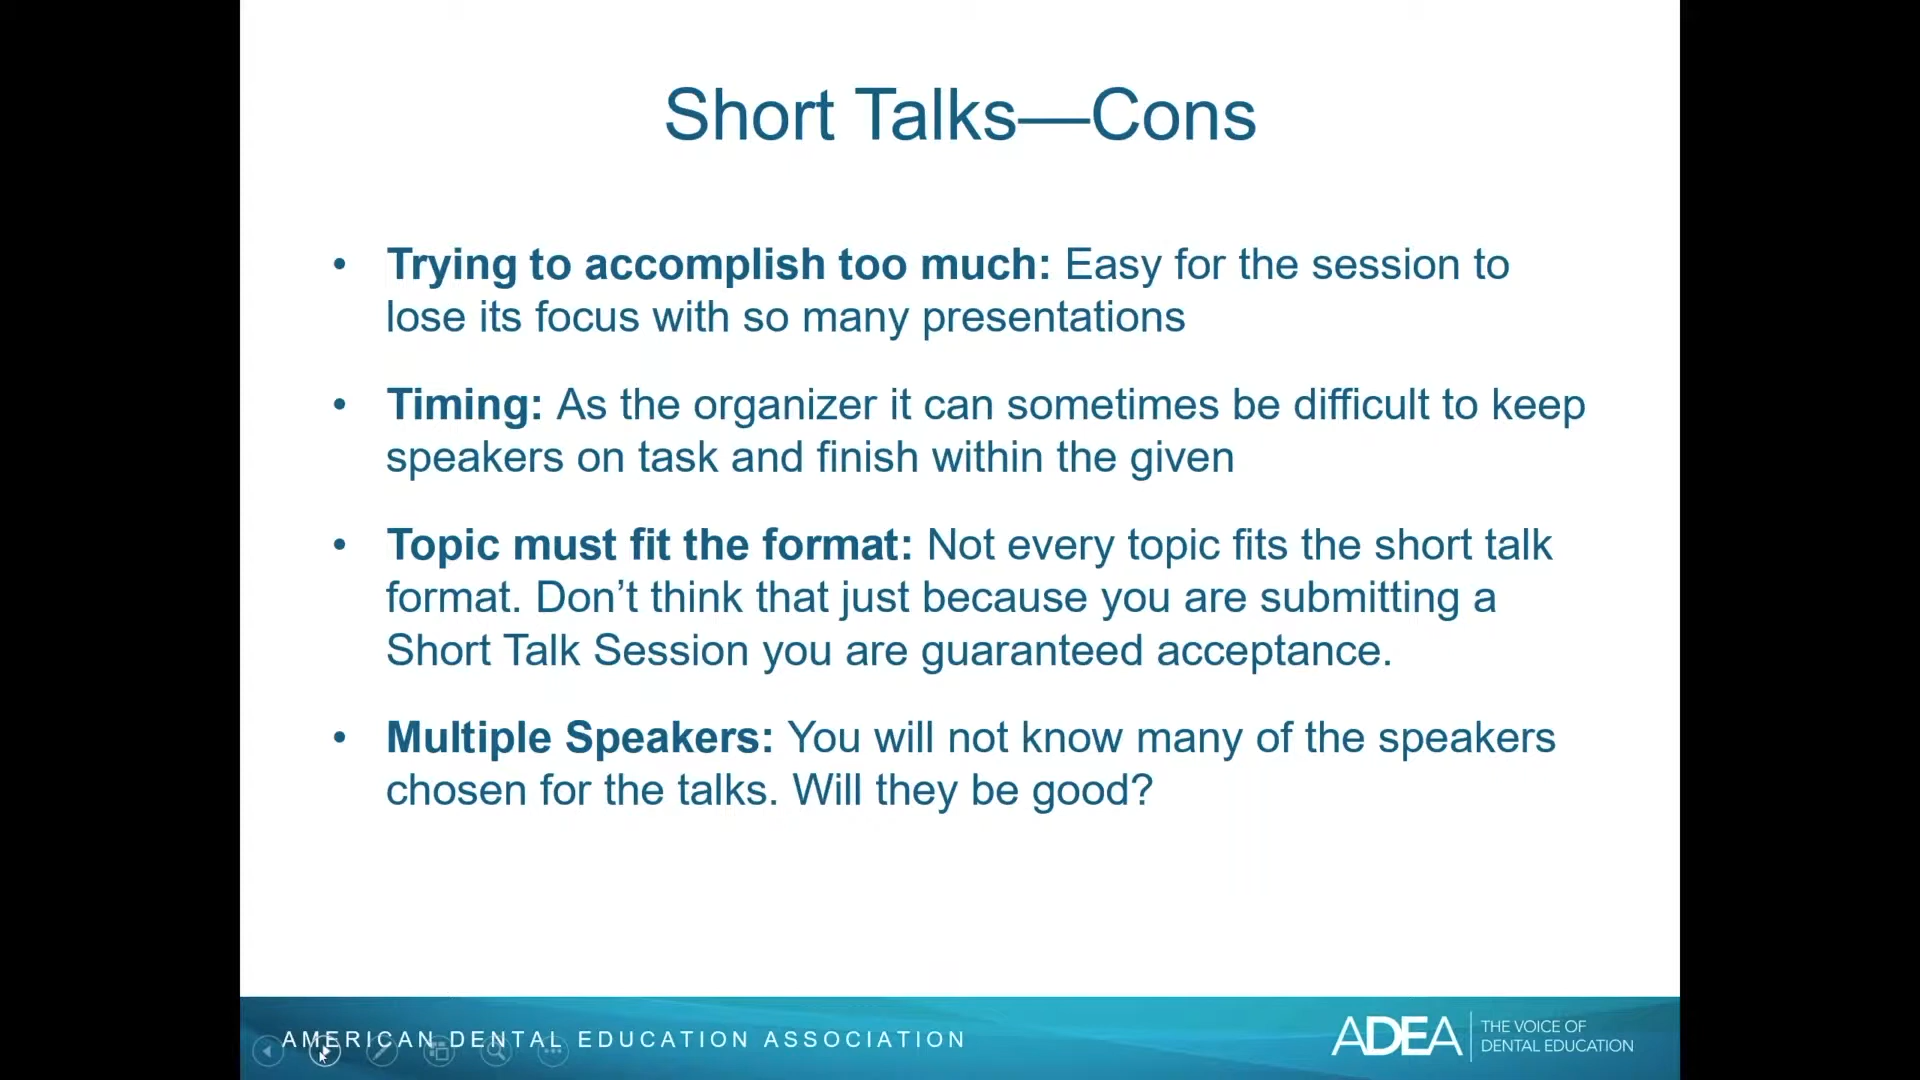 Short Talks—Cons
• Trying to accomplish too much: Easy for the session to
lose its focus with so many presentations
• Timing: As the organizer it can sometimes be difficult to keep
speakers on task and finish within the given
• Topic must fit the format: Not every topic fits the short talk
format. Don’t think that just because you are submitting a
Short Talk Session you are guaranteed acceptance.
• Multiple Speakers: You will not know many of the speakers
chosen for the talks. Will they be good?
AMERICAN DENTAL EDUCATION ASSOCIATION
ADEA
THE VOICE OF
DENTAL EDUCATION